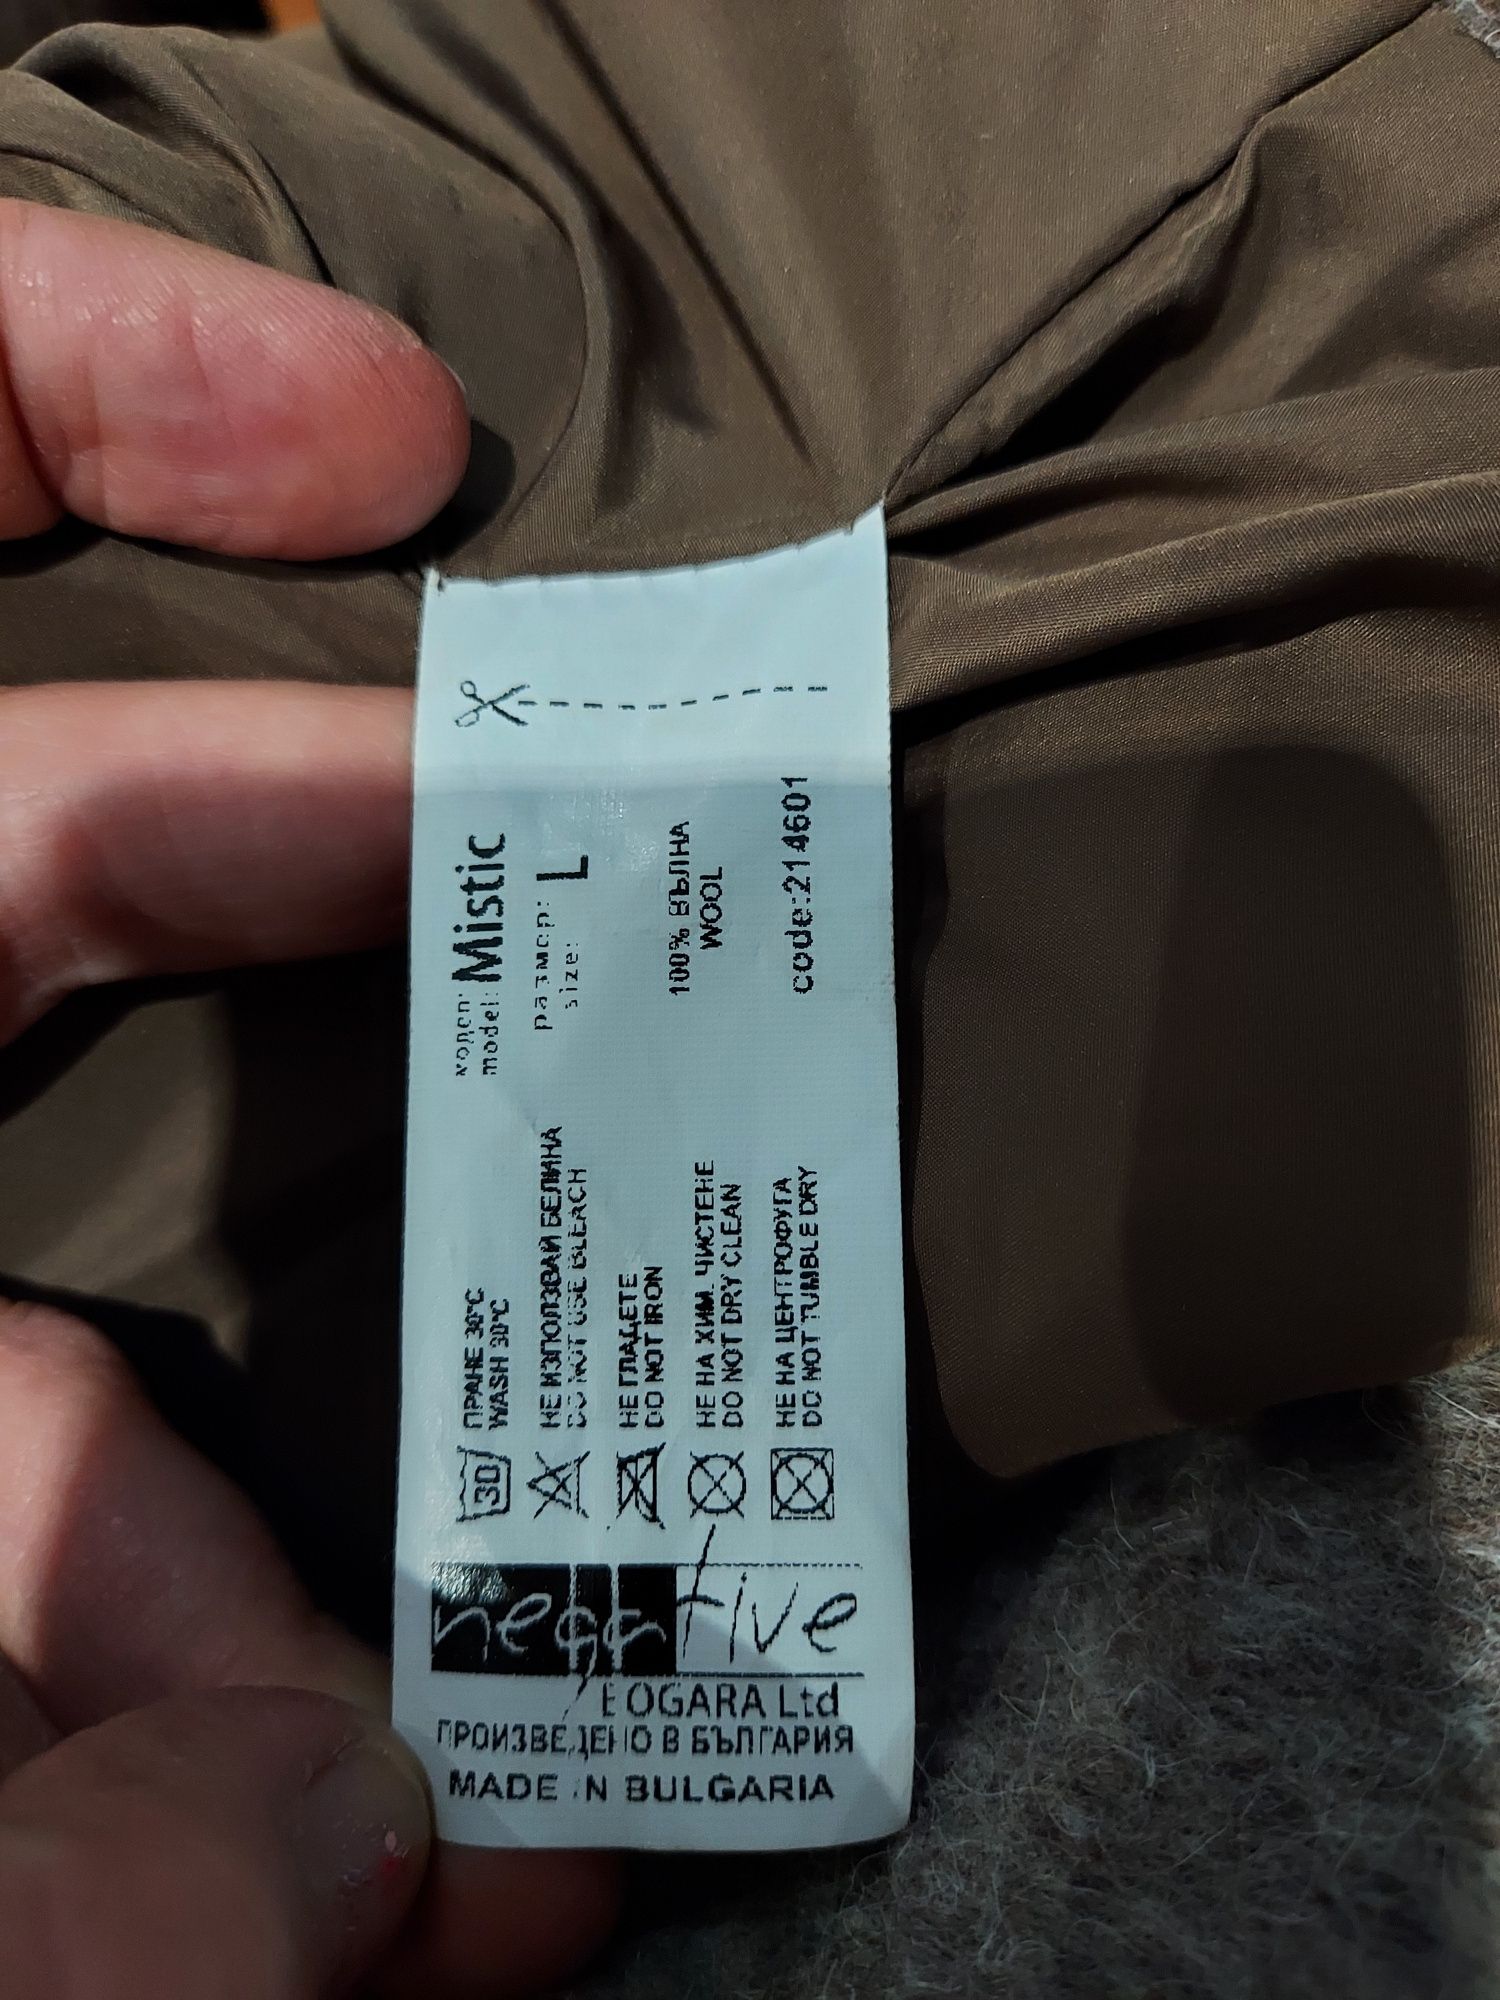 модел:
model: Mistic
размер:
size: L
100% ВЪЛНА
WOOL
code:214601
30
ПРАНЕ 30°C
WASH 30°C
НЕ ИЗПОЛЗВАЙ БЕЛИНА
DO NOT USE BLEACH
НЕ ГЛАДЕТЕ
DO NOT IRON
НЕ НА ХИМ. ЧИСТЕНЕ
DO NOT DRY CLEAN
НЕ НА ЦЕНТРОФУГА
DO NOT TUMBLE DRY
negative
Ltd
ПРОИЗВЕДЕНО В БЪЛГАРИЯ
MADE IN BULGARIA